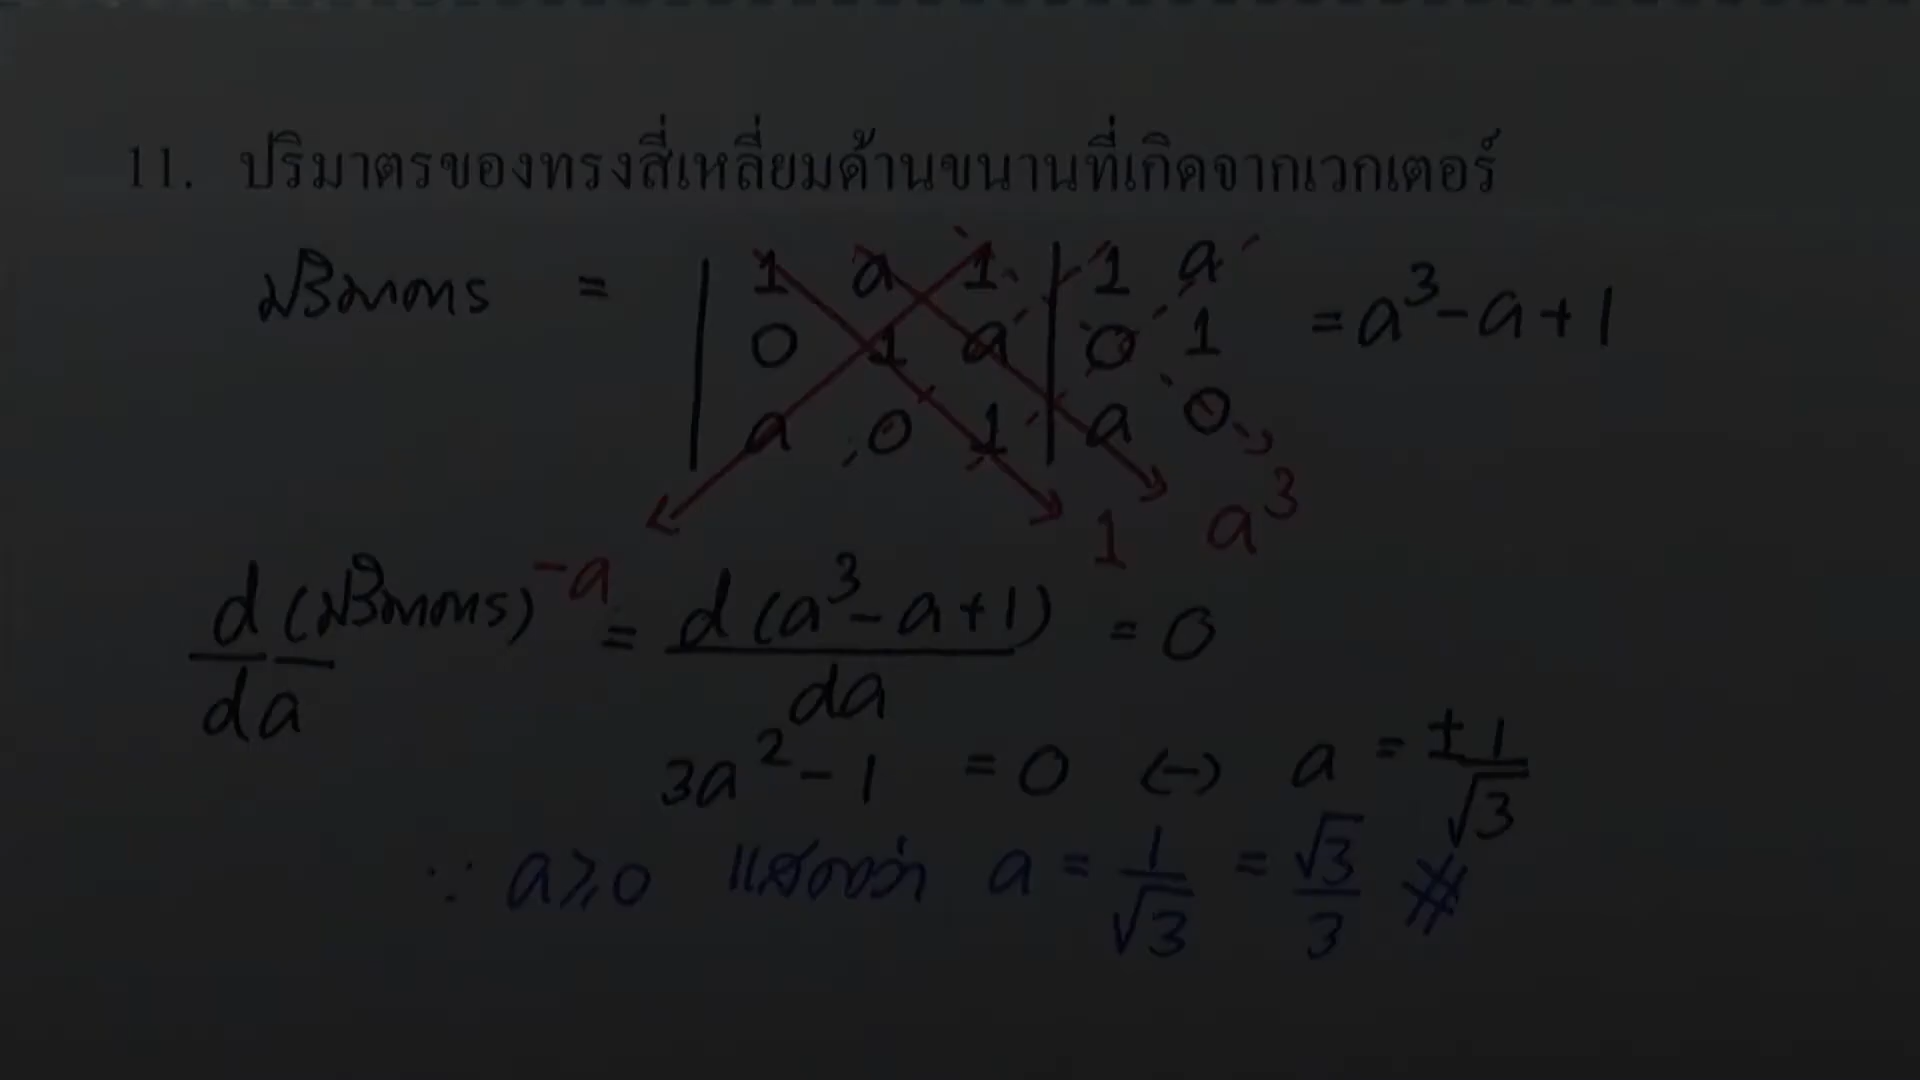 11. ปริมาตรของทรงสี่เหลี่ยมด้านขนานที่เกิดจากเวกเตอร์
ปริมาตร = | 1 a 1 | 1 a = a³ - a + 1
0 1 a | 0 1
a 0 1 | a 0
-a 1 a³
d (ปริมาตร) = d (a³ - a + 1) = 0
da da
3a² - 1 = 0 ↔ a = ± 1/√3
∵ a ⩾ 0 แสดงว่า a = 1/√3 = √3/3 #